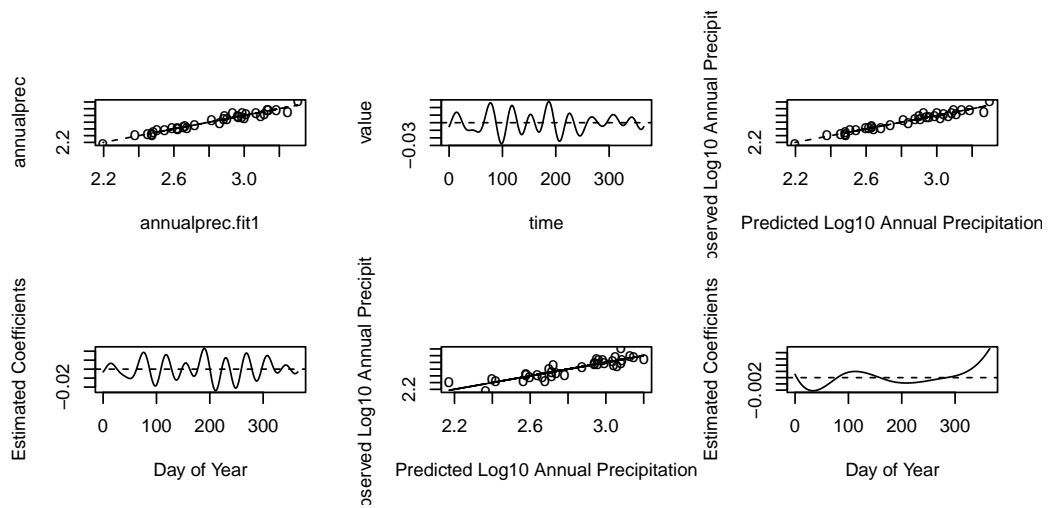 annualprec
2.2
2.2 2.6 3.0
annualprec.fit1
value
−0.03
0 100 200 300
time
bserved Log10 Annual Precipit
2.2
2.2 2.6 3.0
Predicted Log10 Annual Precipitation
Estimated Coefficients
−0.02
0 100 200 300
Day of Year
bserved Log10 Annual Precipit
2.2
2.2 2.6 3.0
Predicted Log10 Annual Precipitation
Estimated Coefficients
−0.002
0 100 200 300
Day of Year